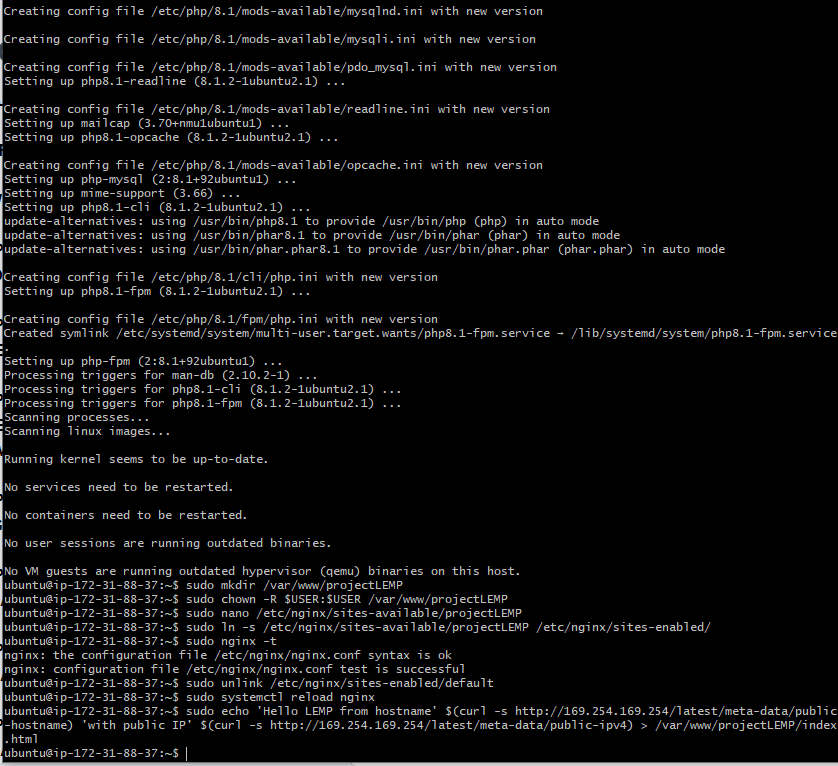 Creating config file /etc/php/8.1/mods-available/mysqlnd.ini with new version
Creating config file /etc/php/8.1/mods-available/mysqli.ini with new version
Creating config file /etc/php/8.1/mods-available/pdo_mysql.ini with new version
Setting up php8.1-readline (8.1.2-1ubuntu2.1) ...
Creating config file /etc/php/8.1/mods-available/readline.ini with new version
Setting up mailcap (3.70+nmu1ubuntu1) ...
Setting up php8.1-opcache (8.1.2-1ubuntu2.1) ...
Creating config file /etc/php/8.1/mods-available/opcache.ini with new version
Setting up php-mysql (2:8.1+92ubuntu1) ...
Setting up mime-support (3.66) ...
Setting up php8.1-cli (8.1.2-1ubuntu2.1) ...
update-alternatives: using /usr/bin/php8.1 to provide /usr/bin/php (php) in auto mode
update-alternatives: using /usr/bin/phar8.1 to provide /usr/bin/phar (phar) in auto mode
update-alternatives: using /usr/bin/phar.phar8.1 to provide /usr/bin/phar.phar (phar.phar) in auto mode
Creating config file /etc/php/8.1/cli/php.ini with new version
Setting up php8.1-fpm (8.1.2-1ubuntu2.1) ...
Creating config file /etc/php/8.1/fpm/php.ini with new version
Created symlink /etc/systemd/system/multi-user.target.wants/php8.1-fpm.service → /lib/systemd/system/php8.1-fpm.service
.
Setting up php-fpm (2:8.1+92ubuntu1) ...
Processing triggers for man-db (2.10.2-1) ...
Processing triggers for php8.1-cli (8.1.2-1ubuntu2.1) ...
Processing triggers for php8.1-fpm (8.1.2-1ubuntu2.1) ...
Scanning processes...
Scanning linux images...
Running kernel seems to be up-to-date.
No services need to be restarted.
No containers need to be restarted.
No user sessions are running outdated binaries.
No VM guests are running outdated hypervisor (qemu) binaries on this host.
ubuntu@ip-172-31-88-37:~$ sudo mkdir /var/www/projectLEMP
ubuntu@ip-172-31-88-37:~$ sudo chown -R $USER:$USER /var/www/projectLEMP
ubuntu@ip-172-31-88-37:~$ sudo nano /etc/nginx/sites-available/projectLEMP
ubuntu@ip-172-31-88-37:~$ sudo ln -s /etc/nginx/sites-available/projectLEMP /etc/nginx/sites-enabled/
ubuntu@ip-172-31-88-37:~$ sudo nginx -t
nginx: the configuration file /etc/nginx/nginx.conf syntax is ok
nginx: configuration file /etc/nginx/nginx.conf test is successful
ubuntu@ip-172-31-88-37:~$ sudo unlink /etc/nginx/sites-enabled/default
ubuntu@ip-172-31-88-37:~$ sudo systemctl reload nginx
ubuntu@ip-172-31-88-37:~$ sudo echo 'Hello LEMP from hostname' $(curl -s http://169.254.169.254/latest/meta-data/public
-hostname) 'with public IP' $(curl -s http://169.254.169.254/latest/meta-data/public-ipv4) > /var/www/projectLEMP/index
.html
ubuntu@ip-172-31-88-37:~$